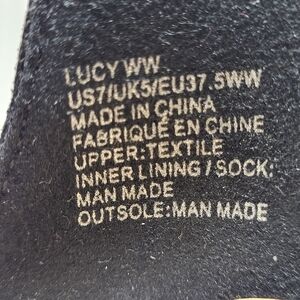 LUCY WW
US7/UK5/EU37.5WW
MADE IN CHINA
FABRIQUÉ EN CHINE
UPPER:TEXTILE
INNER LINING/SOCK:
MAN MADE
OUTSOLE:MAN MADE